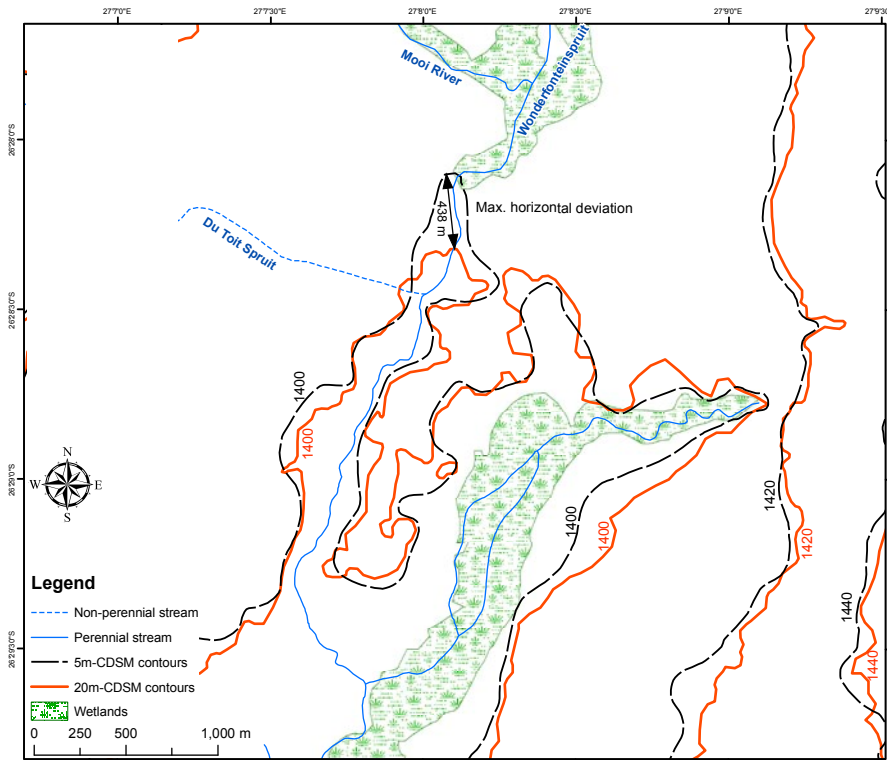 27°7'0"E 27°7'30"E 27°8'0"E 27°8'30"E 27°9'0"E
26°28'0"S
26°28'30"S
26°29'0"S
26°29'30"S
Mooi River
Wonderfonteinspruit
Max. horizontal deviation
438 m
Du Toit Spruit
1400
1400
1400
1400
1420
1420
1440
1440
N
W E
S
Legend
Non-perennial stream
Perennial stream
5m-CDSM contours
20m-CDSM contours
Wetlands
0 250 500 1,000 m